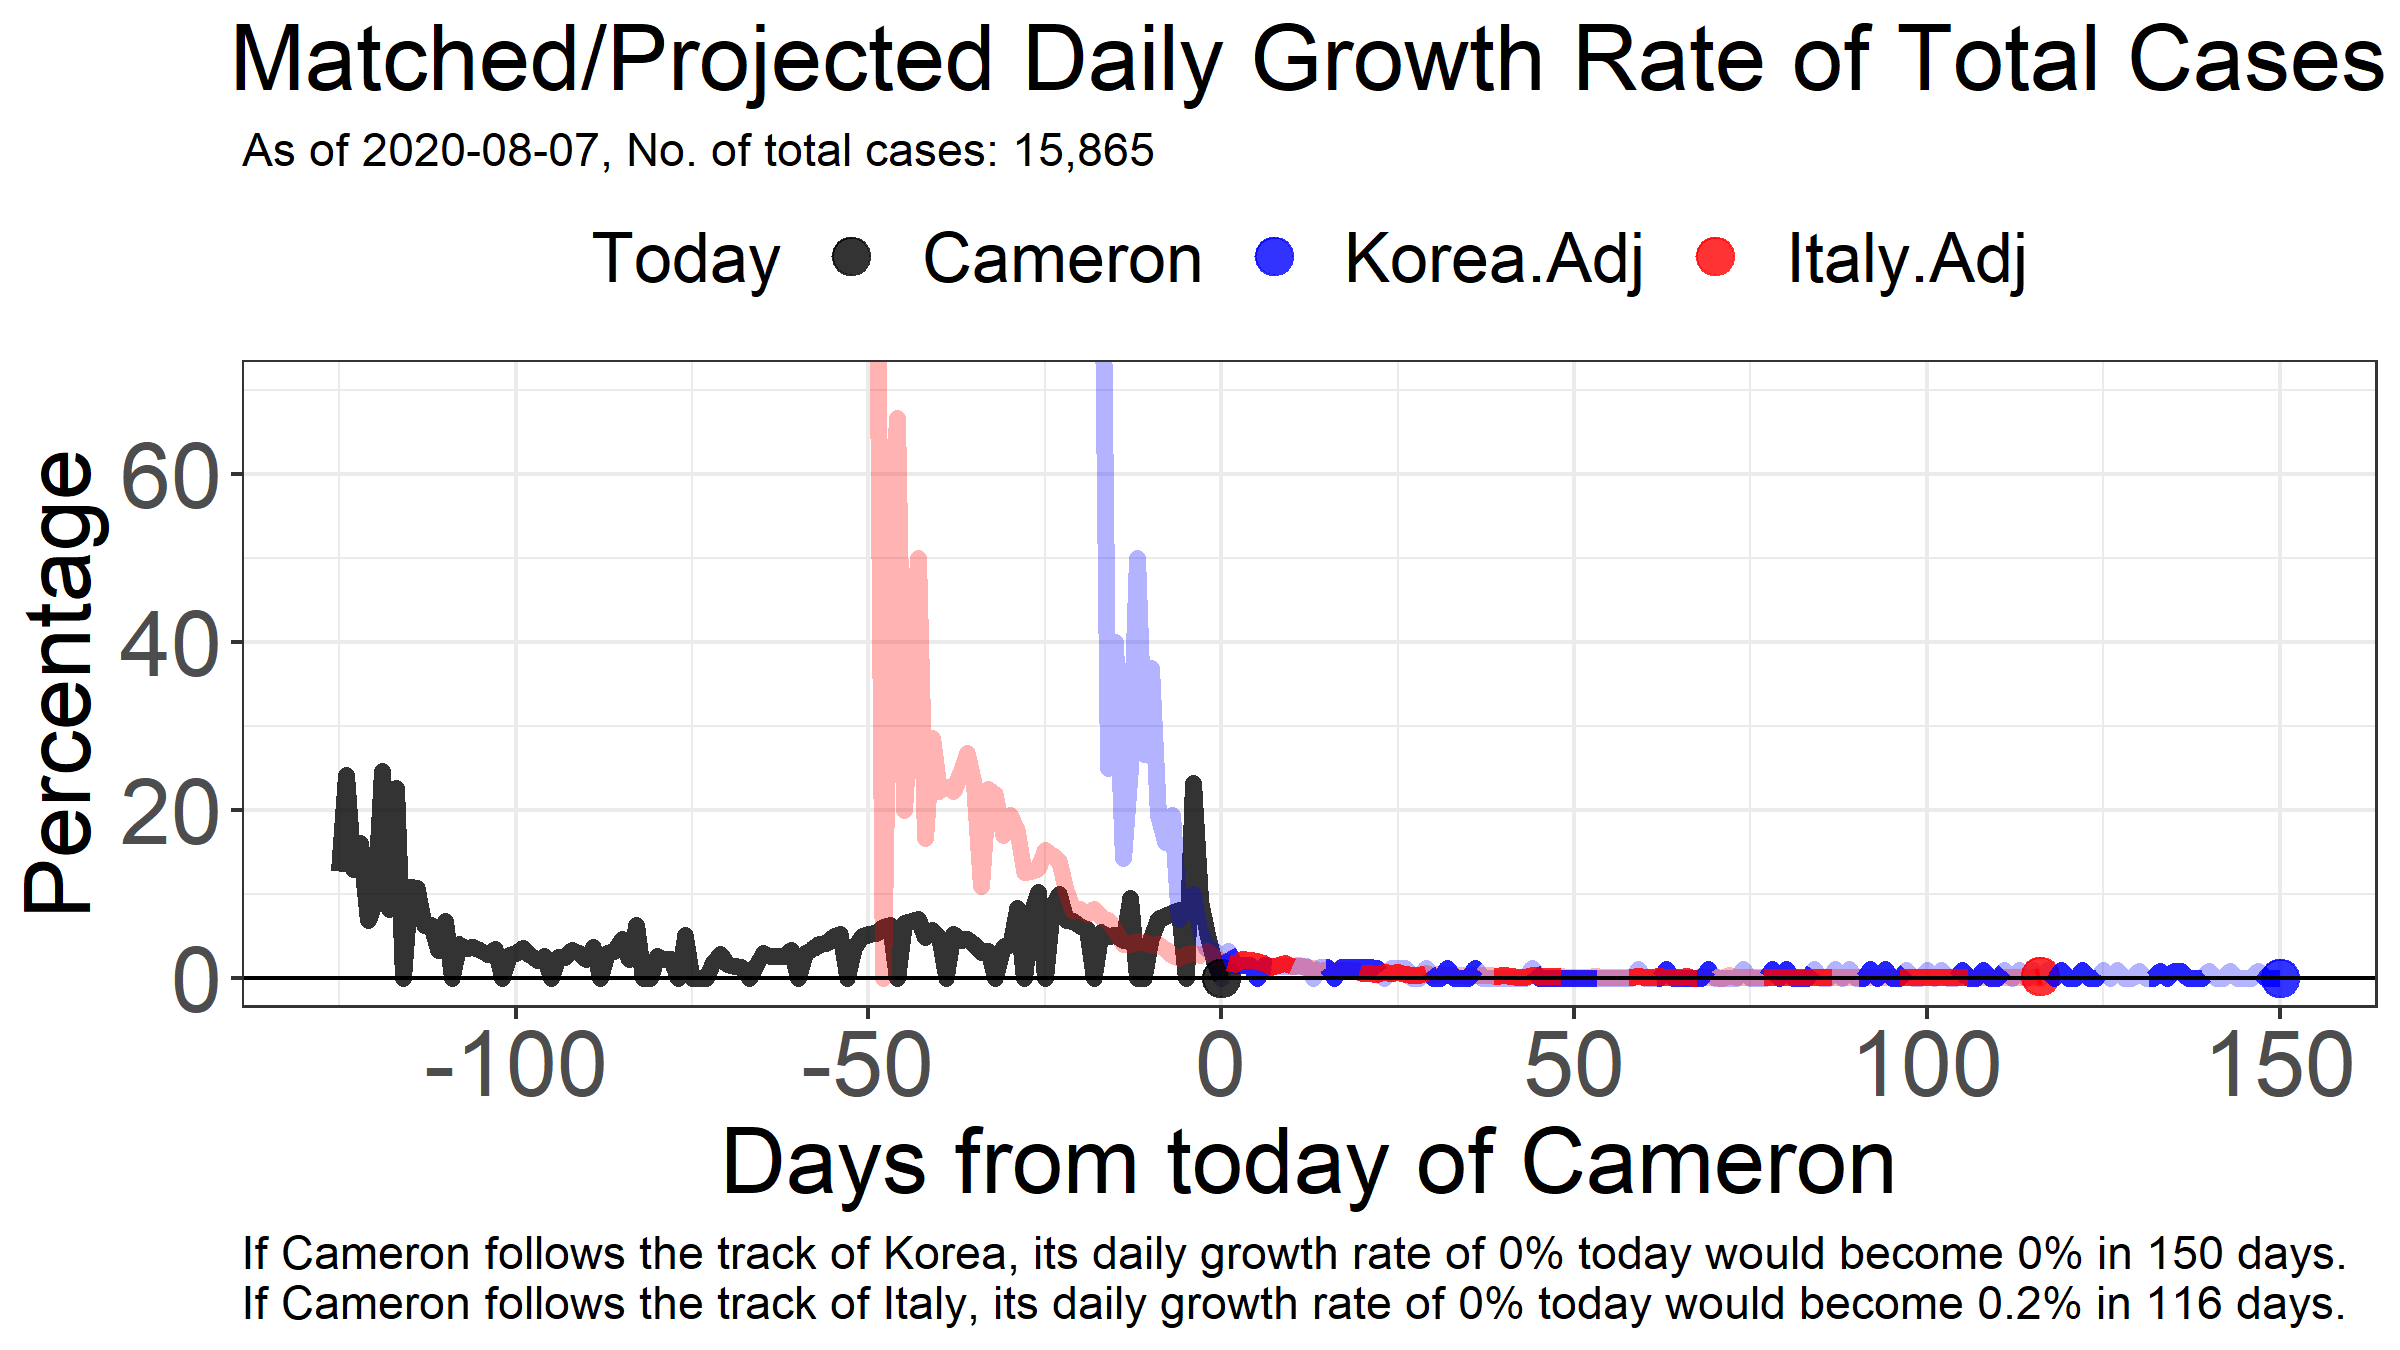 Matched/Projected Daily Growth Rate of Total Cases
As of 2020-08-07, No. of total cases: 15,865
Today Cameron Korea.Adj Italy.Adj
Percentage
60
40
20
0
-100 -50 0 50 100 150
Days from today of Cameron
If Cameron follows the track of Korea, its daily growth rate of 0% today would become 0% in 150 days.
If Cameron follows the track of Italy, its daily growth rate of 0% today would become 0.2% in 116 days.